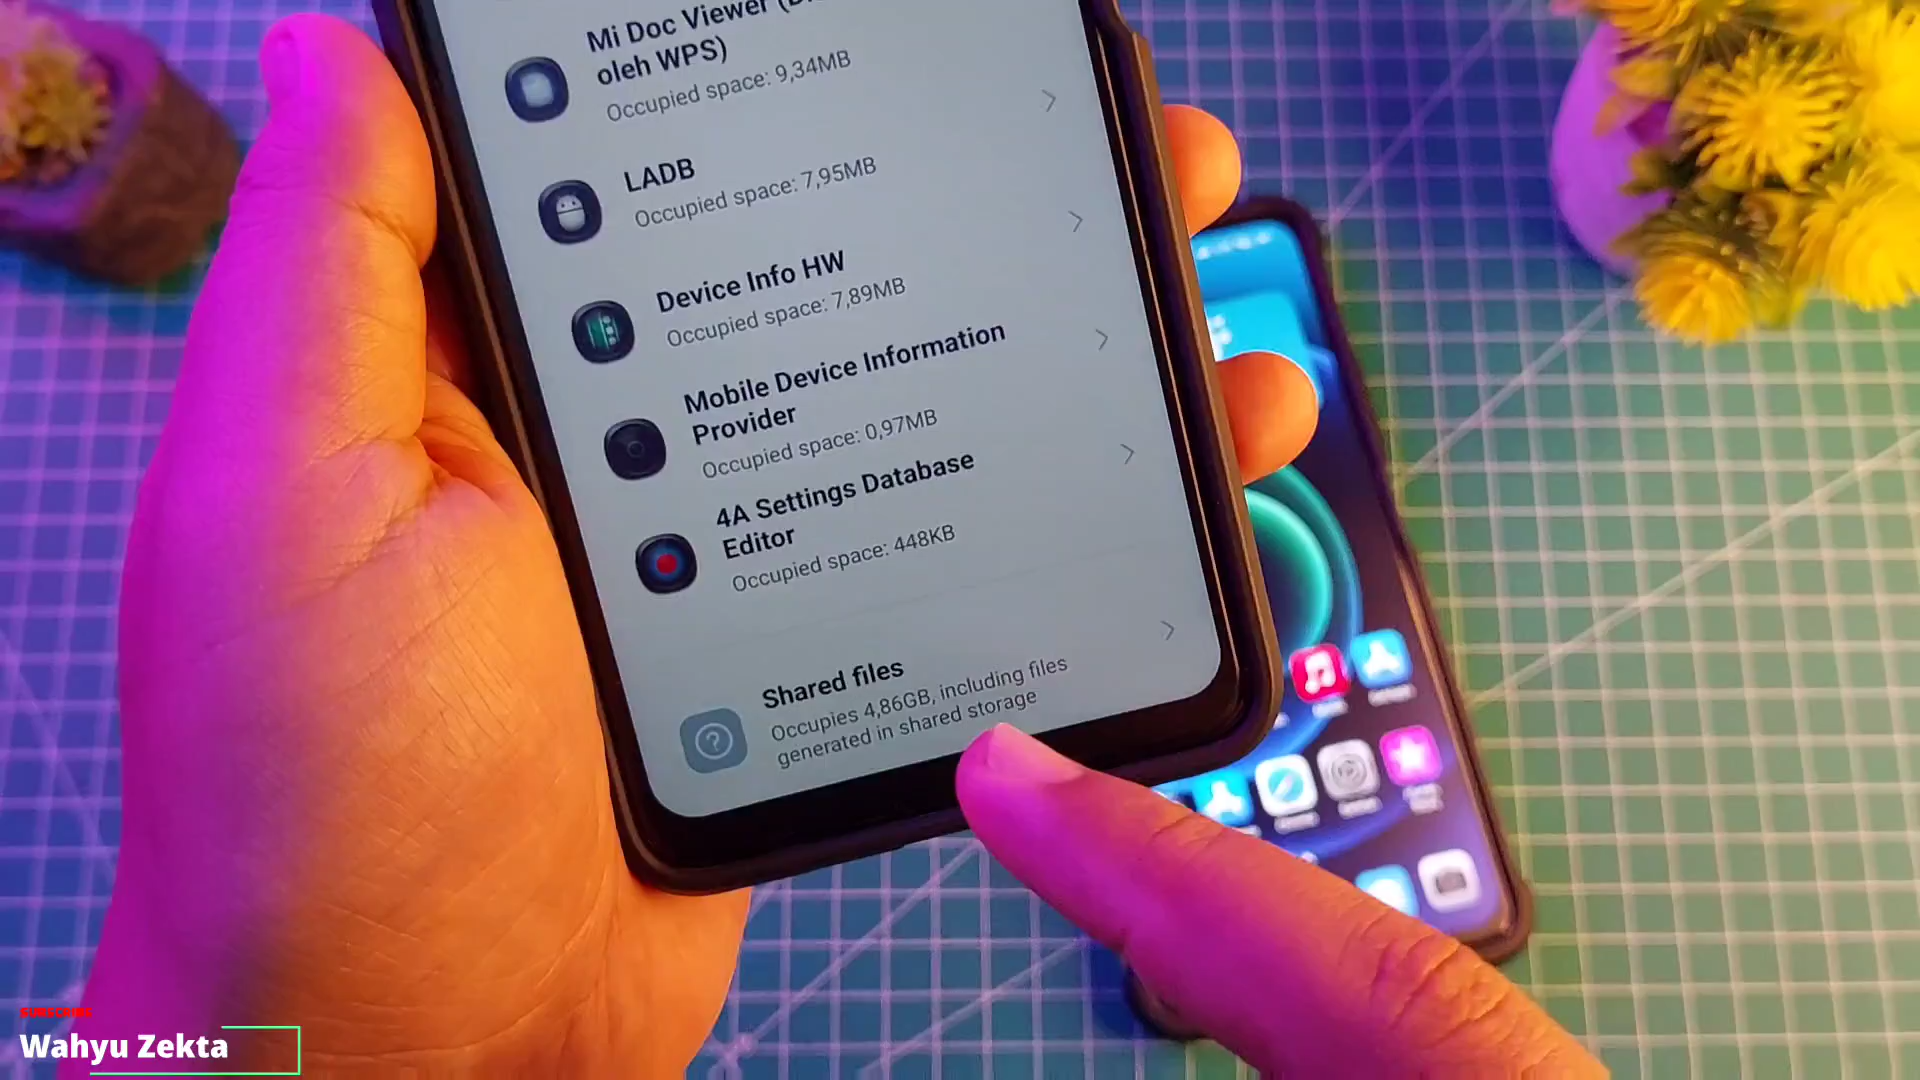 Mi Doc Viewer
oleh WPS)
Occupied space: 9,34MB
LADB
Occupied space: 7,95MB
Device Info HW
Occupied space: 7,89MB
Mobile Device Information
Provider
Occupied space: 0,97MB
4A Settings Database
Editor
Occupied space: 448KB
Shared files
Occupies 4,86GB, including files
generated in shared storage
SUBSCRIBE
Wahyu Zekta